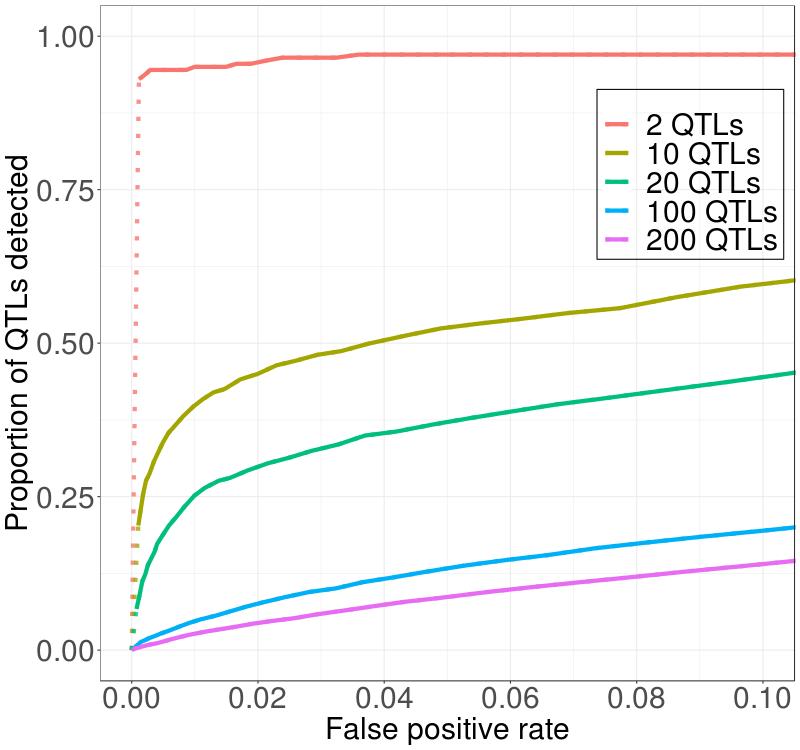 Proportion of QTLs detected
1.00
0.75
0.50
0.25
0.00
2 QTLs
10 QTLs
20 QTLs
100 QTLs
200 QTLs
0.00 0.02 0.04 0.06 0.08 0.10
False positive rate